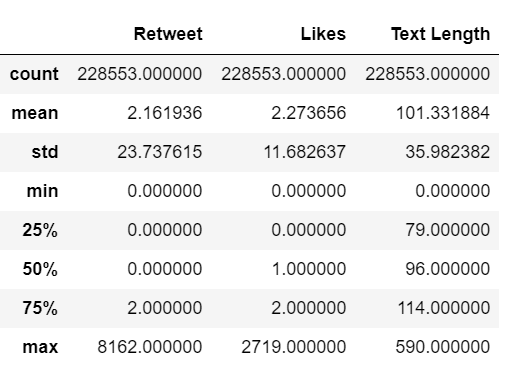 Retweet Likes Text Length
count 228553.000000 228553.000000 228553.000000
mean 2.161936 2.273656 101.331884
std 23.737615 11.682637 35.982382
min 0.000000 0.000000 0.000000
25% 0.000000 0.000000 79.000000
50% 0.000000 1.000000 96.000000
75% 2.000000 2.000000 114.000000
max 8162.000000 2719.000000 590.000000